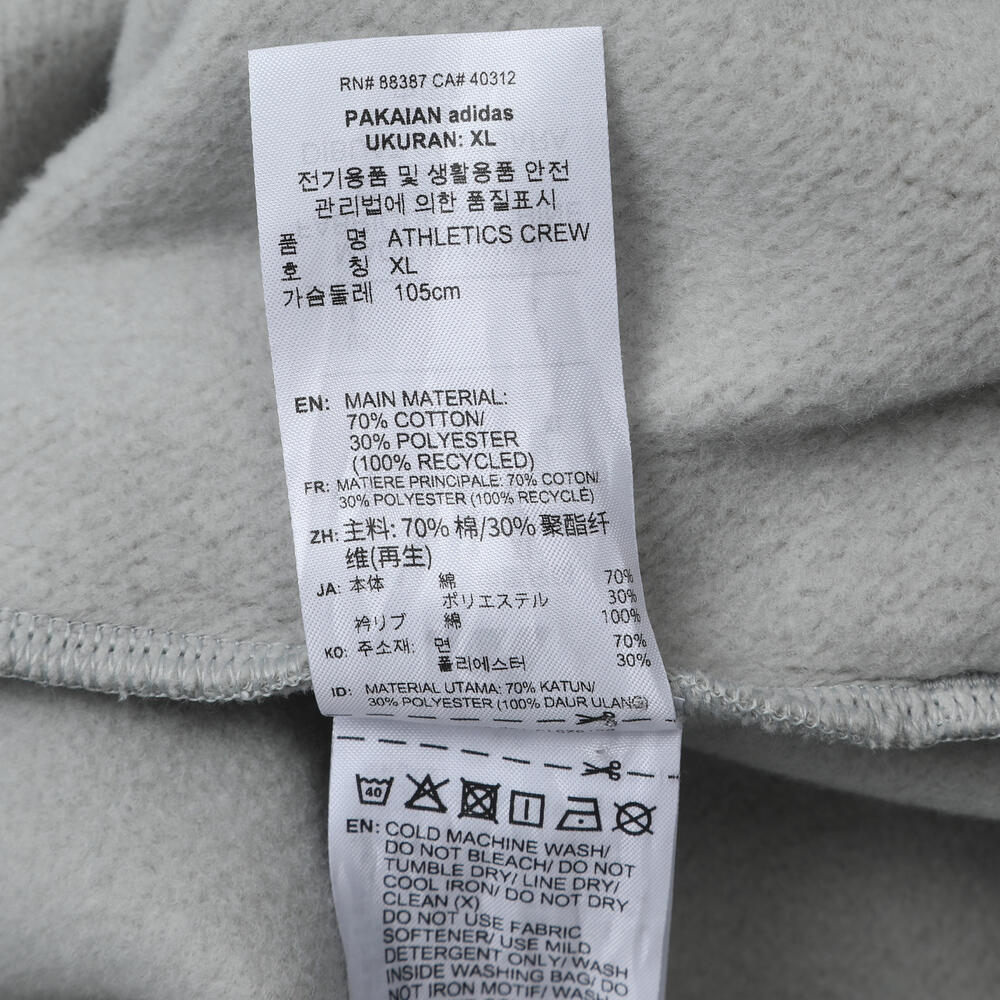 RN# 88387 CA# 40312
PAKAIAN adidas
UKURAN: XL
전기용품 및 생활용품 안전
관리법에 의한 품질표시
품 명 ATHLETICS CREW
호 칭 XL
가슴둘레 105cm
EN: MAIN MATERIAL:
70% COTTON/
30% POLYESTER
(100% RECYCLED)
FR: MATIERE PRINCIPALE: 70% COTON/
30% POLYESTER (100% RECYCLÉ)
ZH: 主料: 70% 棉/30% 聚酯纤
维(再生)
JA: 本体 綿 70%
ポリエステル 30%
衿リブ 綿 100%
KO: 주소재: 면 70%
폴리에스터 30%
ID: MATERIAL UTAMA: 70% KATUN/
30% POLYESTER (100% DAUR ULANG)
40
EN: COLD MACHINE WASH/
DO NOT BLEACH/ DO NOT
TUMBLE DRY/ LINE DRY/
COOL IRON/ DO NOT DRY
CLEAN (X)
DO NOT USE FABRIC
SOFTENER/ USE MILD
DETERGENT ONLY/ WASH
INSIDE WASHING BAG/ DO
NOT IRON MOTIF/ WASH